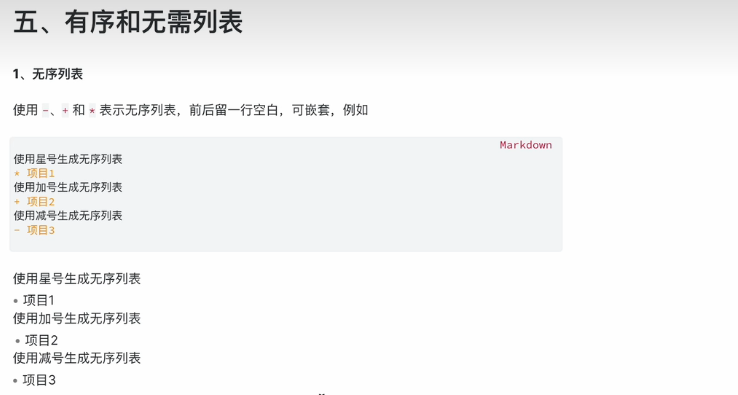 五、有序和无需列表
1、无序列表
使用 -、+ 和 * 表示无序列表，前后留一行空白，可嵌套，例如
Markdown
使用星号生成无序列表
* 项目1
使用加号生成无序列表
+ 项目2
使用减号生成无序列表
- 项目3
使用星号生成无序列表
• 项目1
使用加号生成无序列表
• 项目2
使用减号生成无序列表
• 项目3